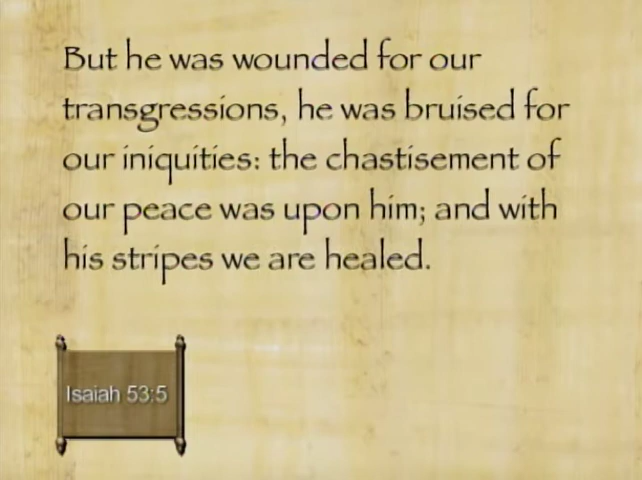 But he was wounded for our
transgressions, he was bruised for
our iniquities: the chastisement of
our peace was upon him; and with
his stripes we are healed.
Isaiah 53:5